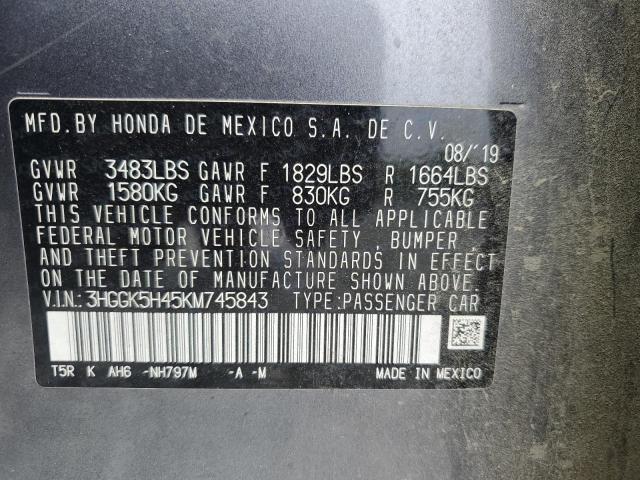 MFD.BY HONDA DE MEXICO S.A. DE C.V.
08/'19
GVWR 3483LBS GAWR F 1829LBS R 1664LBS
GVWR 1580KG GAWR F 830KG R 755KG
THIS VEHICLE CONFORMS TO ALL APPLICABLE
FEDERAL MOTOR VEHICLE SAFETY , BUMPER ,
AND THEFT PREVENTION STANDARDS IN EFFECT
ON THE DATE OF MANUFACTURE SHOWN ABOVE.
V.I.N.: 3HGGK5H45KM745843 TYPE:PASSENGER CAR
T5R K AH6 -NH797M -A -M MADE IN MEXICO